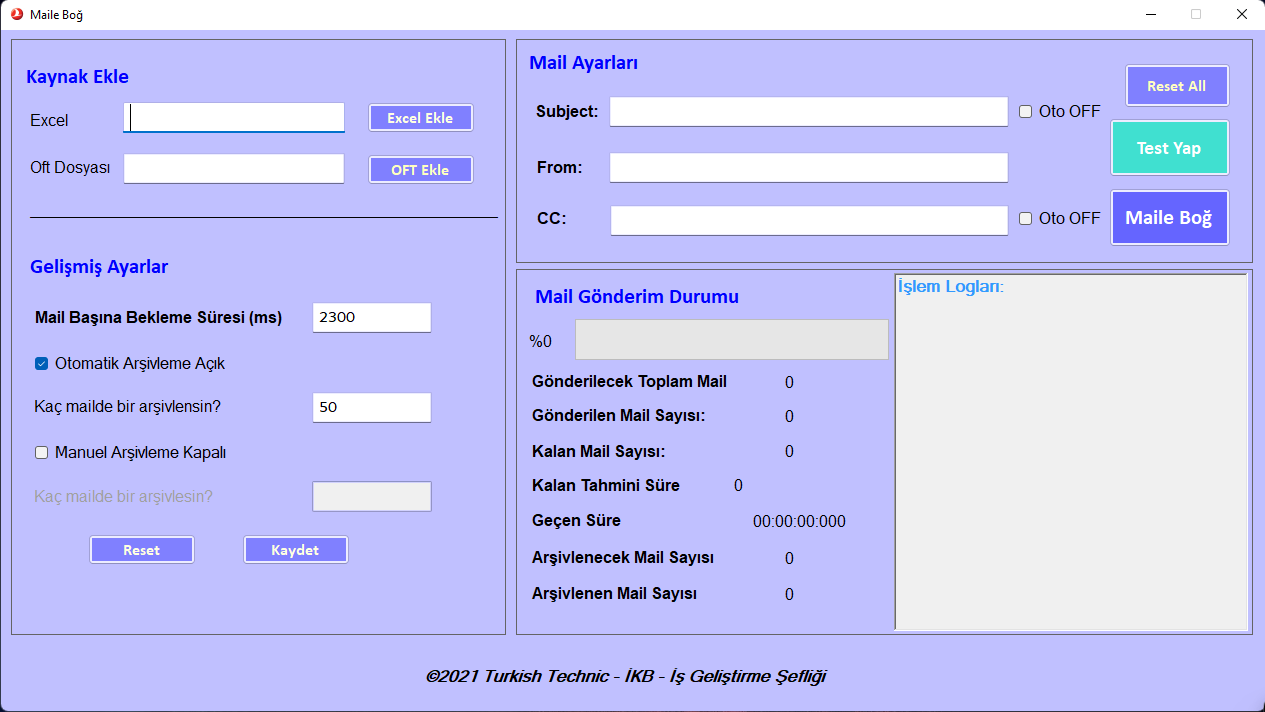 Maile Boğ
Kaynak Ekle
Excel
Excel Ekle
Oft Dosyası
OFT Ekle
Gelişmiş Ayarlar
Mail Başına Bekleme Süresi (ms)
2300
Otomatik Arşivleme Açık
Kaç mailde bir arşivlensin?
50
Manuel Arşivleme Kapalı
Kaç mailde bir arşivlesin?
Reset
Kaydet
Mail Ayarları
Reset All
Subject:
Oto OFF
Test Yap
From:
CC:
Oto OFF
Maile Boğ
Mail Gönderim Durumu
%0
Gönderilecek Toplam Mail
0
Gönderilen Mail Sayısı:
0
Kalan Mail Sayısı:
0
Kalan Tahmini Süre
0
Geçen Süre
00:00:00:000
Arşivlenecek Mail Sayısı
0
Arşivlenen Mail Sayısı
0
İşlem Logları:
©2021 Turkish Technic - İKB - İş Geliştirme Şefliği